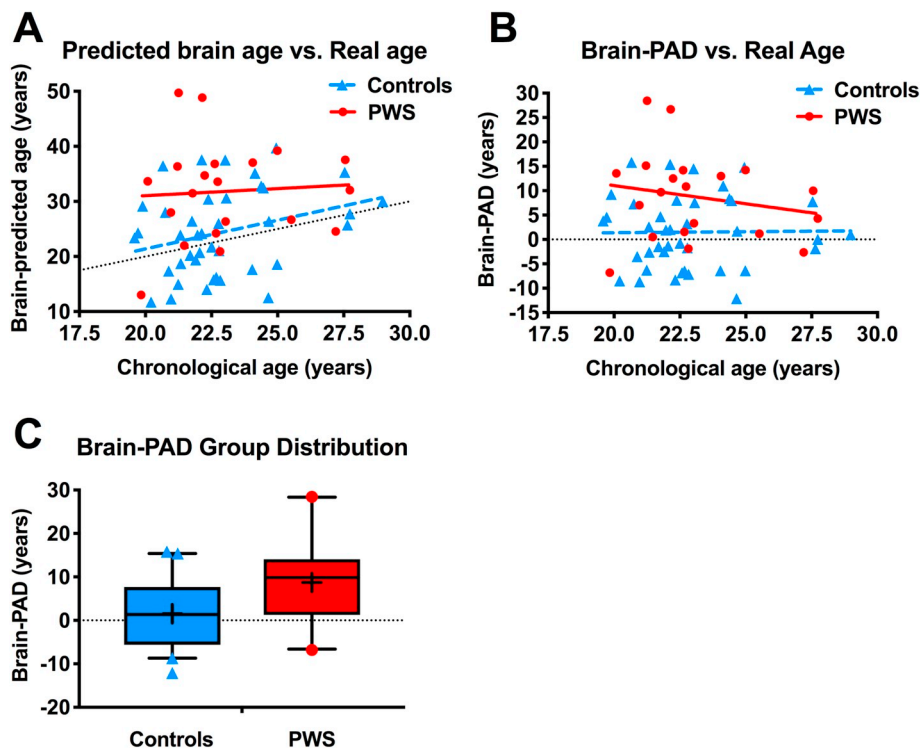 A
Predicted brain age vs. Real age
Controls
PWS
Brain-predicted age (years)
50
40
30
20
10
17.5 20.0 22.5 25.0 27.5 30.0
Chronological age (years)
B
Brain-PAD vs. Real Age
Controls
PWS
Brain-PAD (years)
30
25
20
15
10
5
0
-5
-10
-15
17.5 20.0 22.5 25.0 27.5 30.0
Chronological age (years)
C
Brain-PAD Group Distribution
Brain-PAD (years)
30
20
10
0
-10
-20
Controls PWS